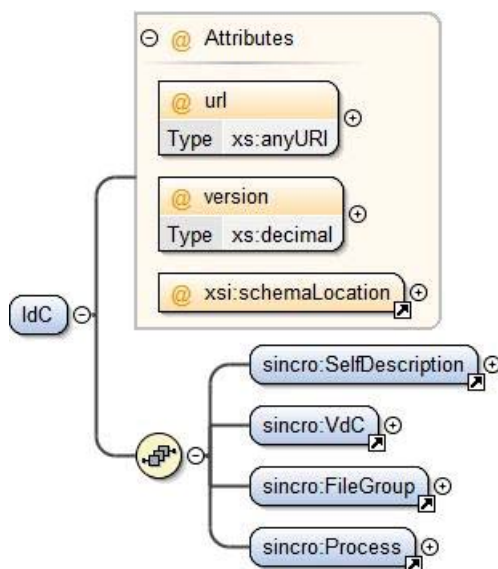 @ Attributes
@ url
Type xs:anyURI
@ version
Type xs:decimal
@ xsi:schemaLocation
IdC
sincro:SelfDescription
sincro:VdC
sincro:FileGroup
sincro:Process